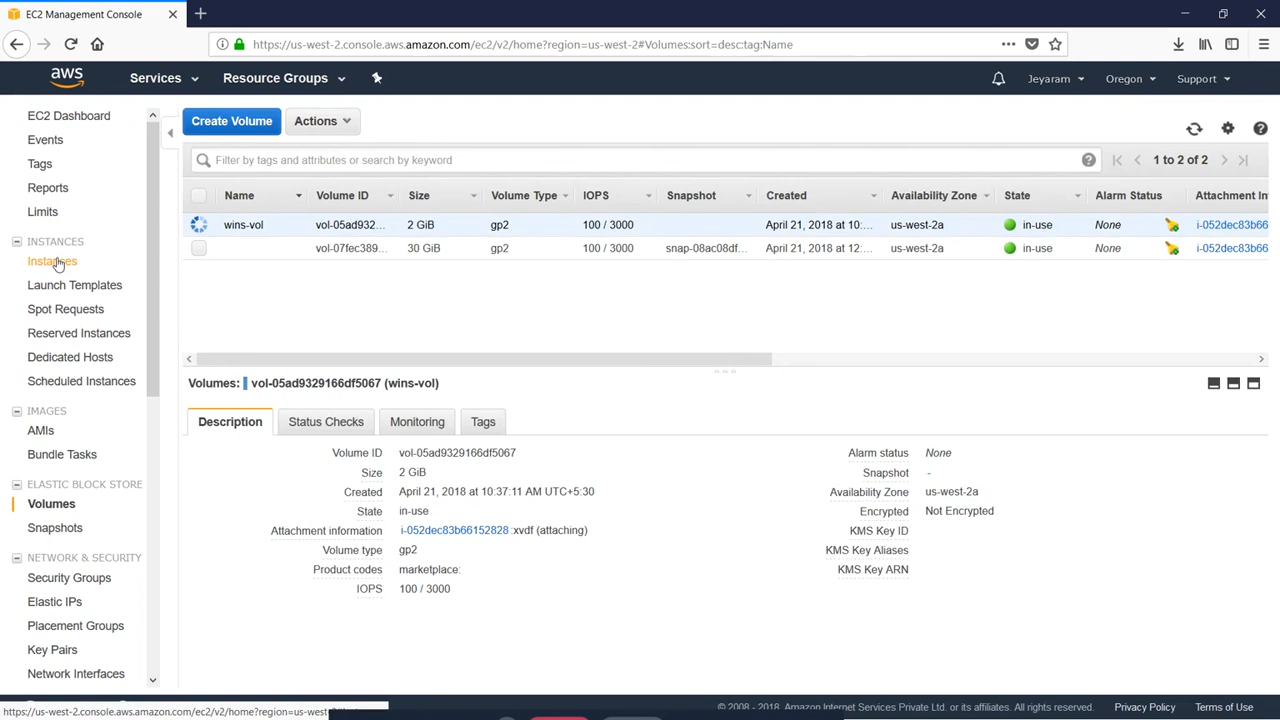 EC2 Management Console
https://us-west-2.console.aws.amazon.com/ec2/v2/home?region=us-west-2#Volumes:sort=desc:tag:Name
aws
Services
Resource Groups
Jeyaram
Oregon
Support
EC2 Dashboard
Events
Tags
Reports
Limits
INSTANCES
Instances
Launch Templates
Spot Requests
Reserved Instances
Dedicated Hosts
Scheduled Instances
IMAGES
AMIs
Bundle Tasks
ELASTIC BLOCK STORE
Volumes
Snapshots
NETWORK & SECURITY
Security Groups
Elastic IPs
Placement Groups
Key Pairs
Network Interfaces
Create Volume
Actions
Filter by tags and attributes or search by keyword
1 to 2 of 2
Name Volume ID Size Volume Type IOPS Snapshot Created Availability Zone State Alarm Status Attachment In
wins-vol vol-05ad932... 2 GiB gp2 100 / 3000 April 21, 2018 at 10:... us-west-2a in-use None i-052dec83b66
vol-07fec389... 30 GiB gp2 100 / 3000 snap-08ac08df... April 21, 2018 at 12:... us-west-2a in-use None i-052dec83b66
Volumes: vol-05ad9329166df5067 (wins-vol)
Description
Status Checks
Monitoring
Tags
Volume ID vol-05ad9329166df5067
Size 2 GiB
Created April 21, 2018 at 10:37:11 AM UTC+5:30
State in-use
Attachment information i-052dec83b66152828:xvdf (attaching)
Volume type gp2
Product codes marketplace:
IOPS 100 / 3000
Alarm status None
Snapshot -
Availability Zone us-west-2a
Encrypted Not Encrypted
KMS Key ID
KMS Key Aliases
KMS Key ARN
© 2008 - 2018, Amazon Internet Services Private Ltd. or its affiliates. All rights reserved.
Privacy Policy
Terms of Use